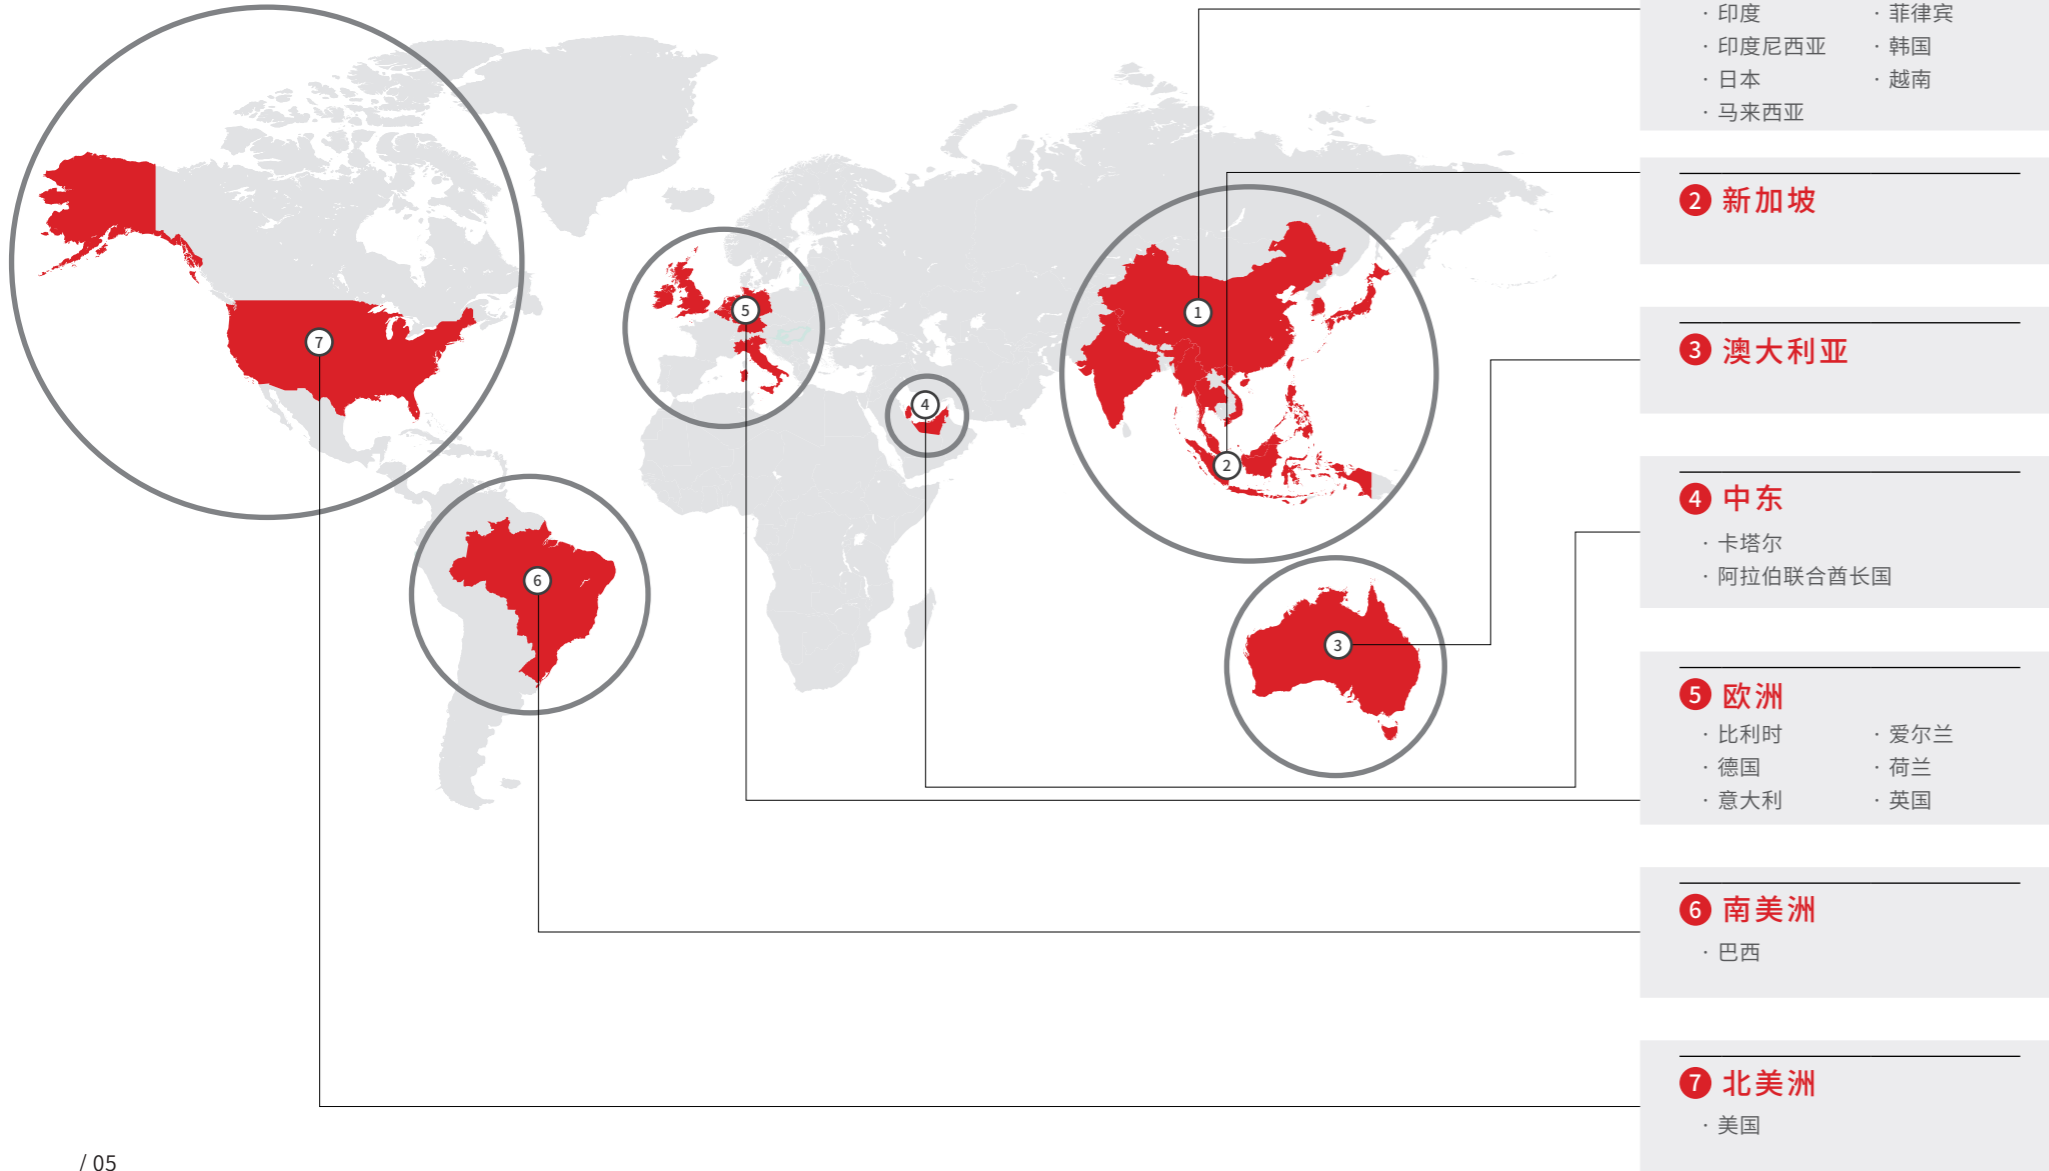 · 印度 · 菲律宾
· 印度尼西亚 · 韩国
· 日本 · 越南
· 马来西亚
2 新加坡
3 澳大利亚
4 中东
· 卡塔尔
· 阿拉伯联合酋长国
5 欧洲
· 比利时 · 爱尔兰
· 德国 · 荷兰
· 意大利 · 英国
6 南美洲
· 巴西
7 北美洲
· 美国
7
5
4
1
2
6
3
/ 05